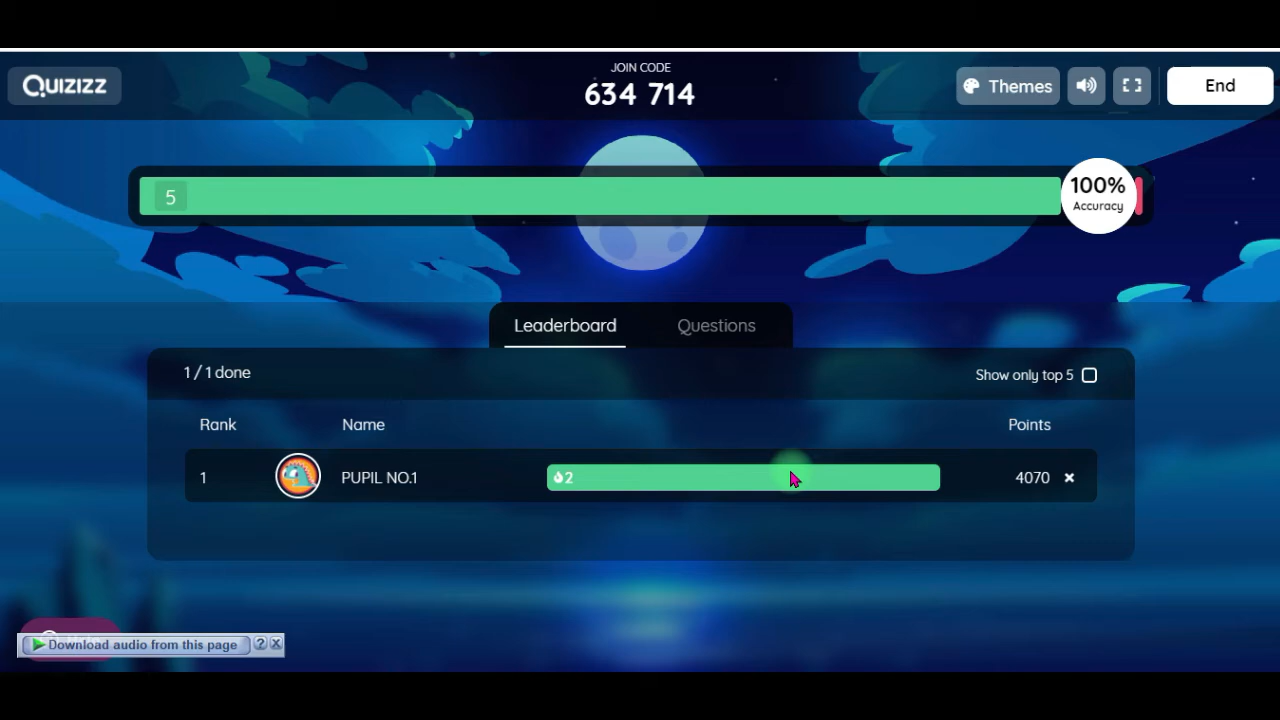 Quizizz
JOIN CODE
634 714
Themes
End
5
100%
Accuracy
Leaderboard
Questions
1 / 1 done
Show only top 5
Rank
Name
Points
1
PUPIL NO.1
2
4070
Download audio from this page
?